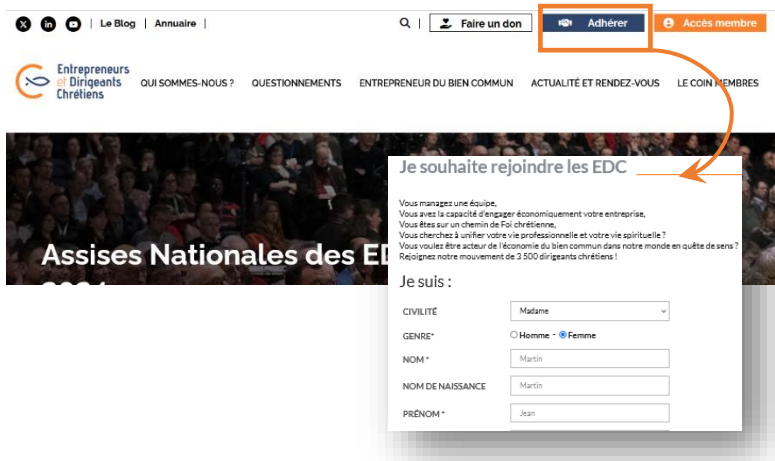 Le Blog | Annuaire |
| Faire un don
Adhérer
Accès membre
Entrepreneurs
et Dirigeants
Chrétiens
QUI SOMMES-NOUS ?
QUESTIONNEMENTS
ENTREPRENEUR DU BIEN COMMUN
ACTUALITÉ ET RENDEZ-VOUS
LE COIN MEMBRES
Assises Nationales des
Je souhaite rejoindre les EDC
Vous managez une équipe,
Vous avez la capacité d'engager économiquement votre entreprise,
Vous êtes sur un chemin de Foi chrétienne,
Vous cherchez à unifier votre vie professionnelle et votre vie spirituelle ?
Vous voulez être acteur de l'économie du bien commun dans notre monde en quête de sens ?
Rejoignez notre mouvement de 3 500 dirigeants chrétiens !
Je suis :
CIVILITÉ Madame
GENRE* Homme - Femme
NOM * Martin
NOM DE NAISSANCE Martin
PRÉNOM * Jean